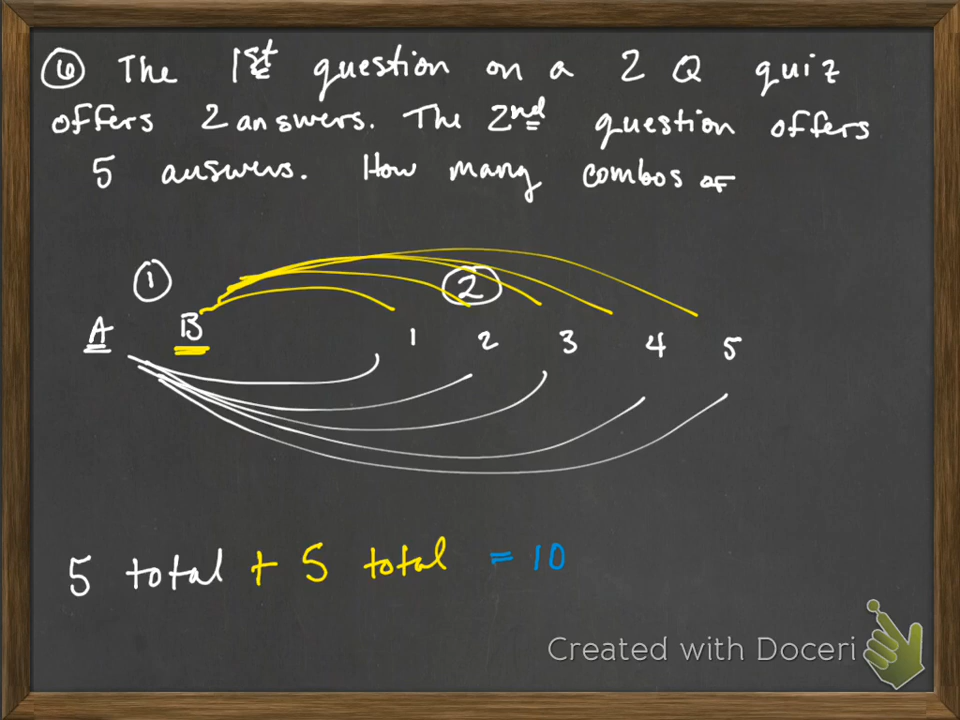 ⑥ The 1st question on a 2 Q quiz
offers 2 answers. The 2nd question offers
5 answers. How many combos of
① ②
A B 1 2 3 4 5
5 total + 5 total = 10
Created with Doceri